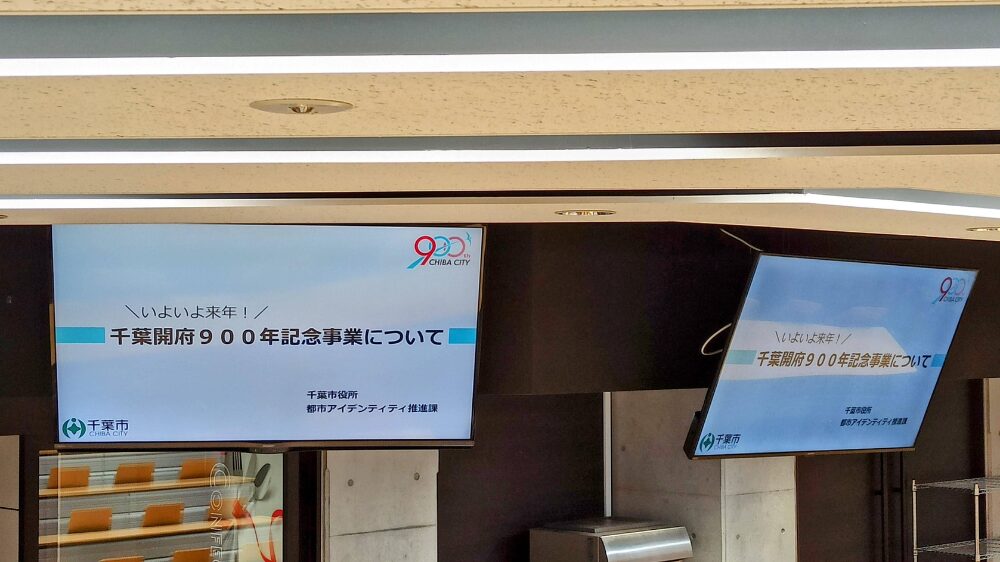 900
CHIBA CITY
＼いよいよ来年！／
千葉開府９００年記念事業について
千葉市役所
都市アイデンティティ推進課
千葉市
CHIBA CITY
900
CHIBA CITY
＼いよいよ来年！／
千葉開府９００年記念事業について
千葉市役所
都市アイデンティティ推進課
千葉市
CHIBA CITY